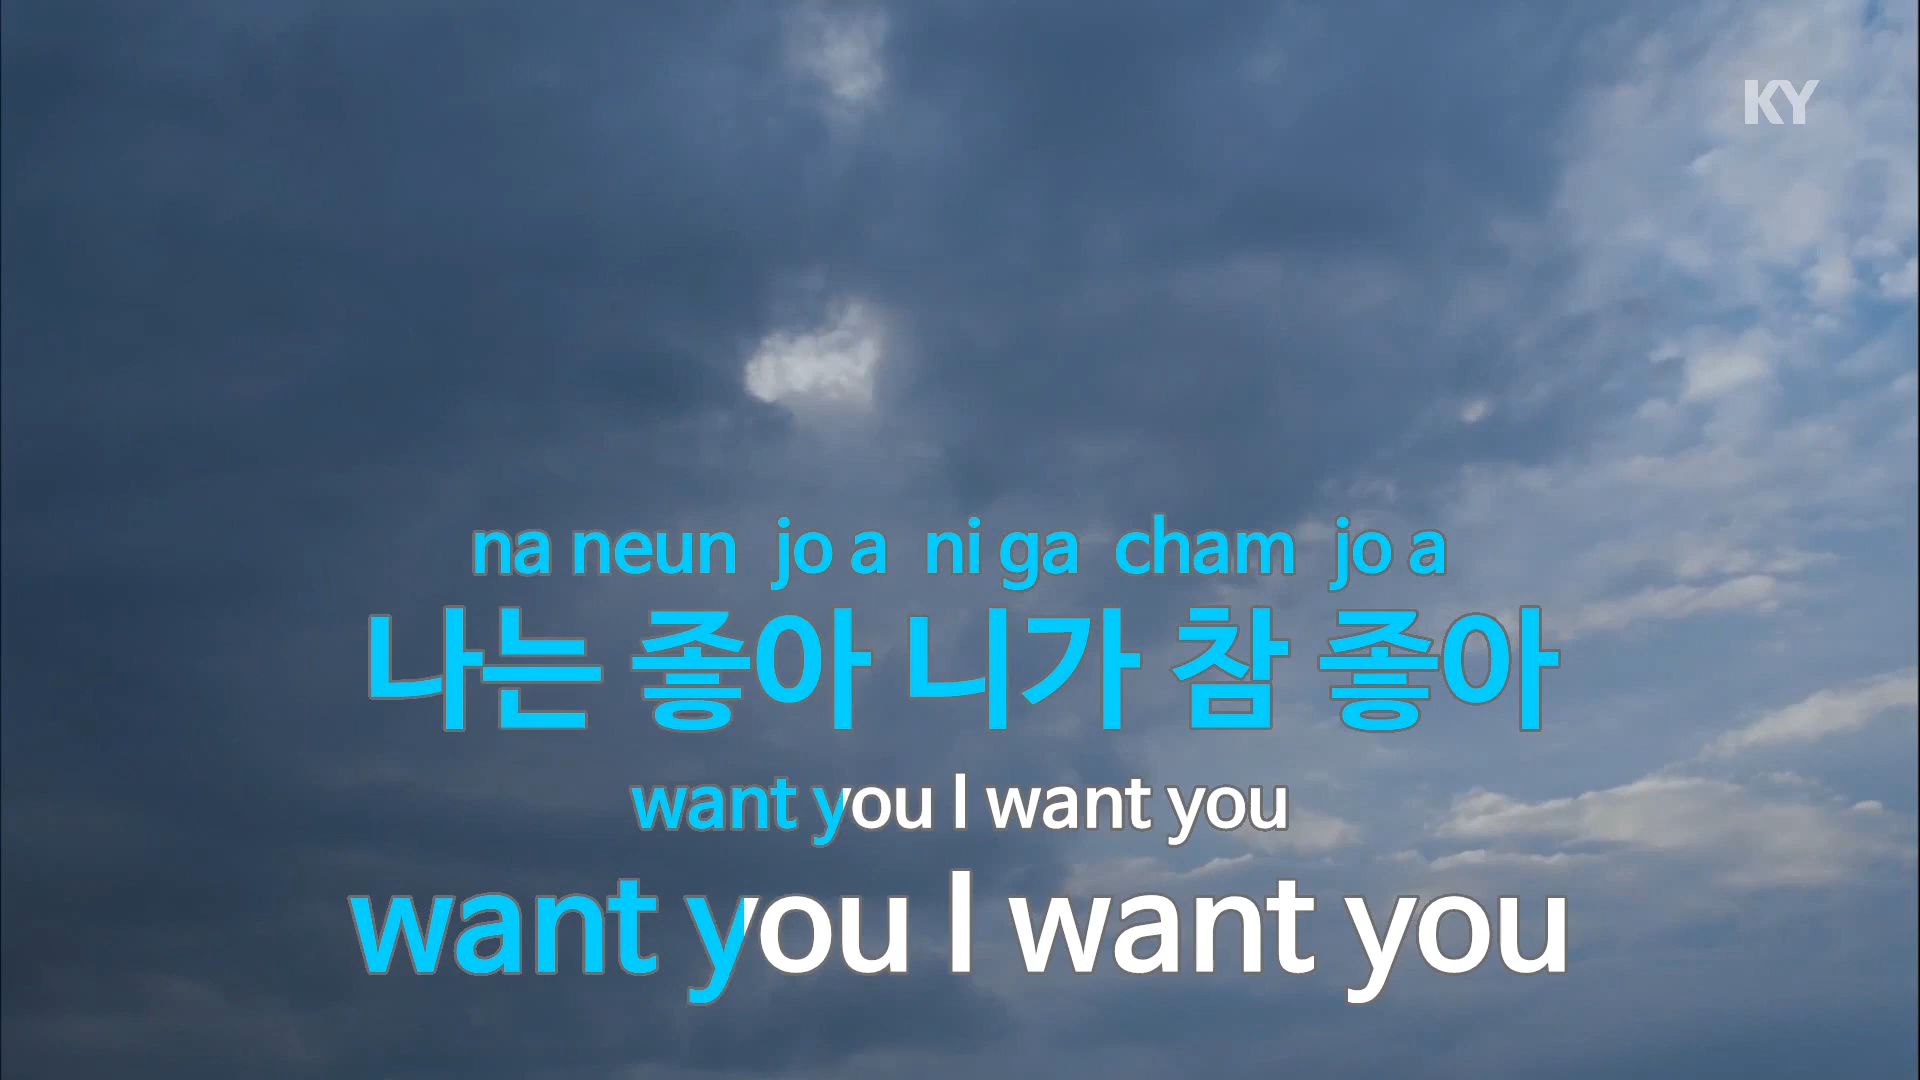 KY
na neun jo a ni ga cham jo a
나는 좋아 니가 참 좋아
want you I want you
want you I want you